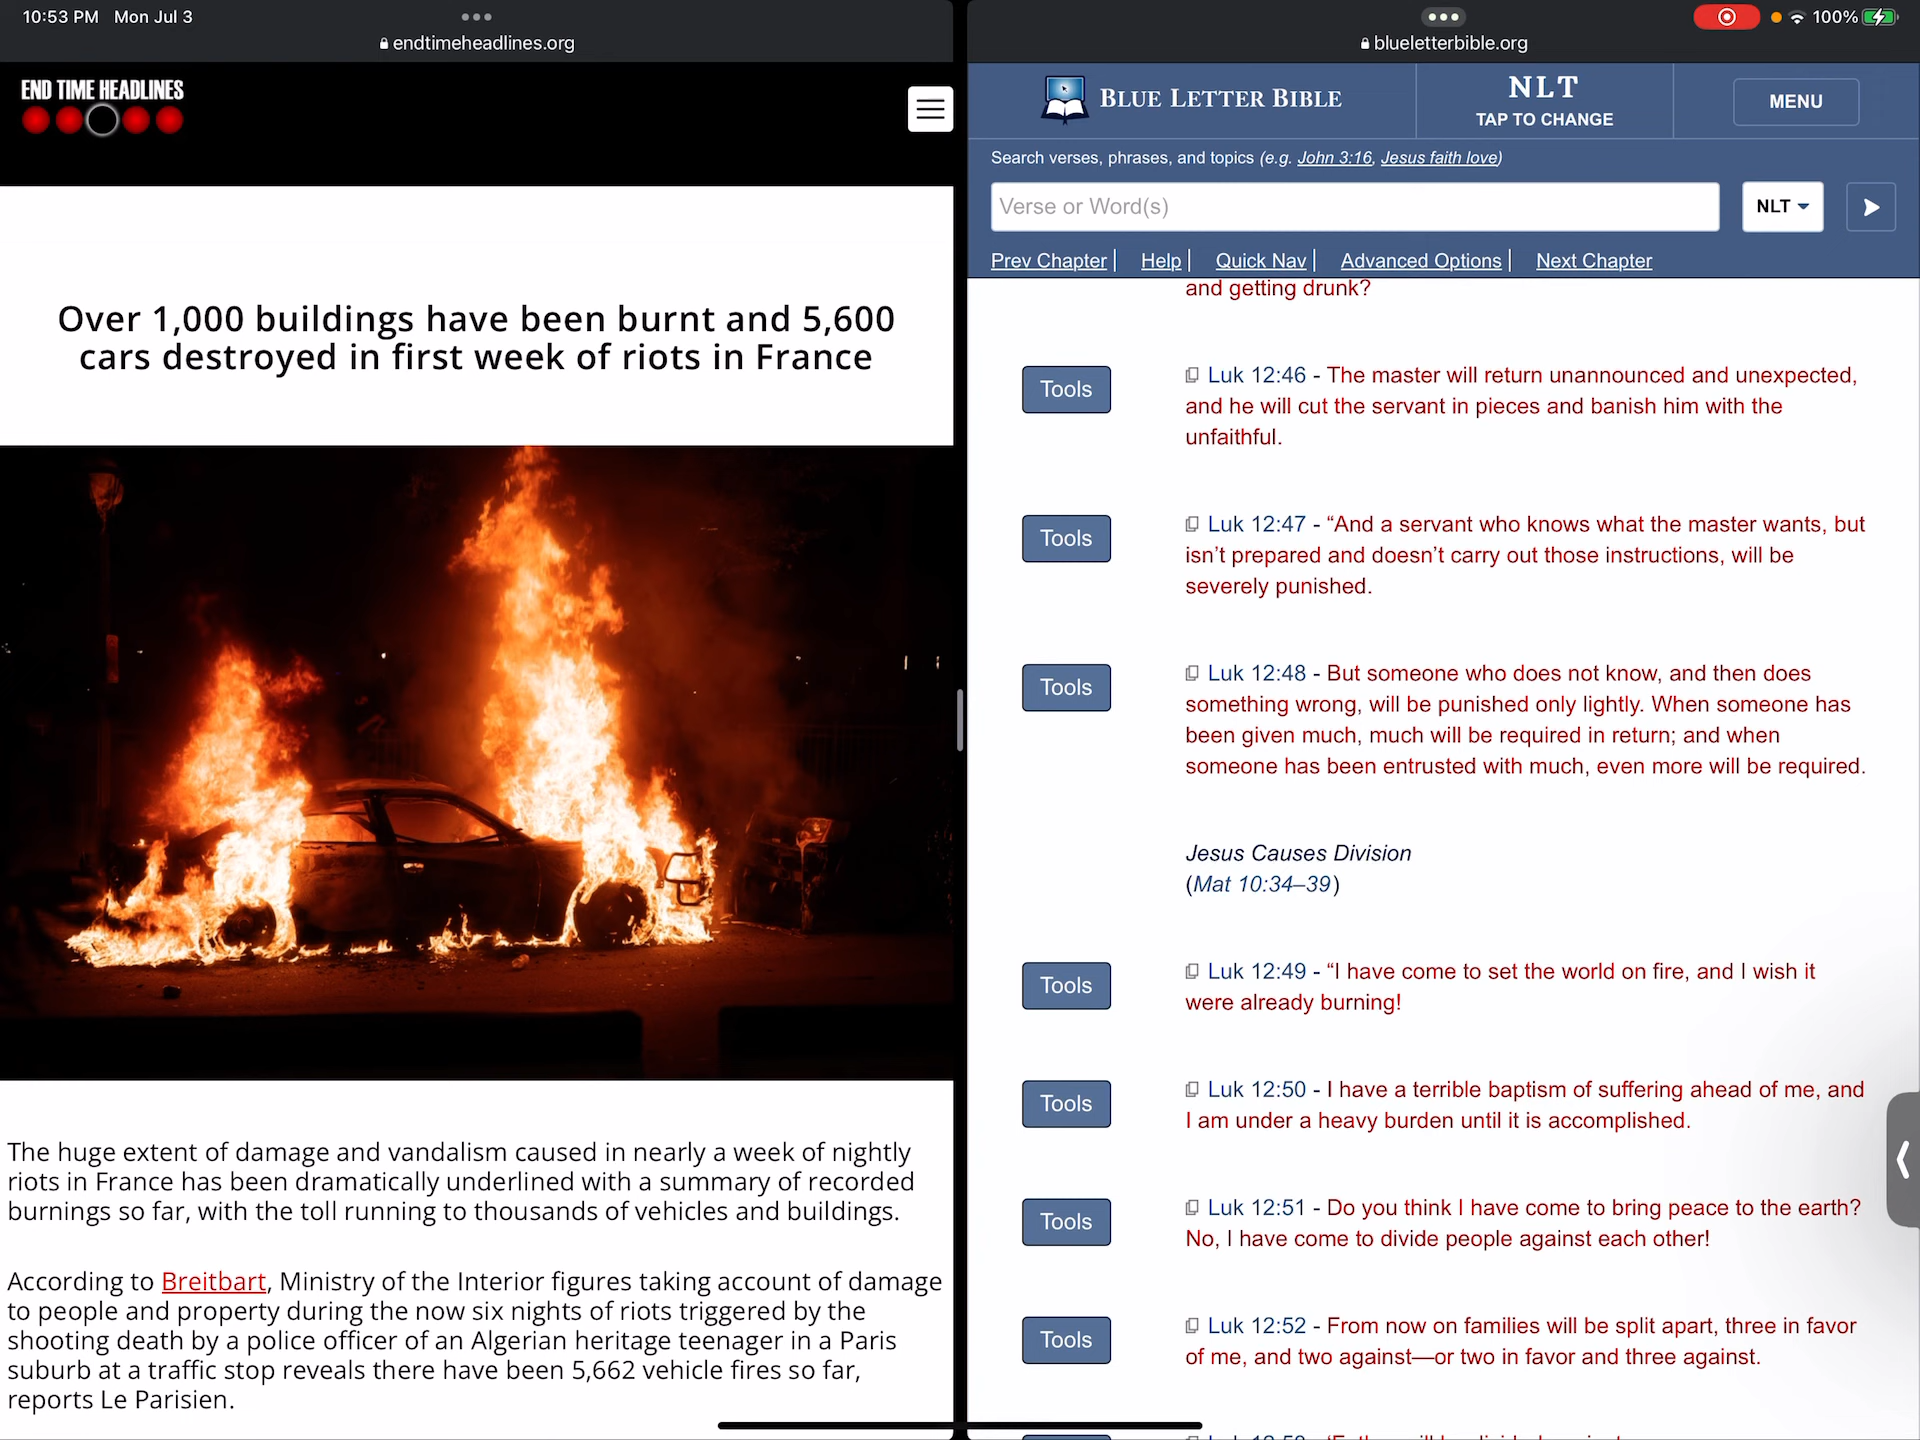 10:53 PM Mon Jul 3
endtimeheadlines.org
END TIME HEADLINES
Over 1,000 buildings have been burnt and 5,600
cars destroyed in first week of riots in France
The huge extent of damage and vandalism caused in nearly a week of nightly
riots in France has been dramatically underlined with a summary of recorded
burnings so far, with the toll running to thousands of vehicles and buildings.
According to Breitbart, Ministry of the Interior figures taking account of damage
to people and property during the now six nights of riots triggered by the
shooting death by a police officer of an Algerian heritage teenager in a Paris
suburb at a traffic stop reveals there have been 5,662 vehicle fires so far,
reports Le Parisien.
100%
blueletterbible.org
BLUE LETTER BIBLE
NLT
TAP TO CHANGE
MENU
Search verses, phrases, and topics (e.g. John 3:16, Jesus faith love)
Verse or Word(s)
NLT
Prev Chapter | Help | Quick Nav | Advanced Options | Next Chapter
and getting drunk?
Tools
Luk 12:46 - The master will return unannounced and unexpected,
and he will cut the servant in pieces and banish him with the
unfaithful.
Tools
Luk 12:47 - “And a servant who knows what the master wants, but
isn’t prepared and doesn’t carry out those instructions, will be
severely punished.
Tools
Luk 12:48 - But someone who does not know, and then does
something wrong, will be punished only lightly. When someone has
been given much, much will be required in return; and when
someone has been entrusted with much, even more will be required.
Jesus Causes Division
(Mat 10:34–39)
Tools
Luk 12:49 - “I have come to set the world on fire, and I wish it
were already burning!
Tools
Luk 12:50 - I have a terrible baptism of suffering ahead of me, and
I am under a heavy burden until it is accomplished.
Tools
Luk 12:51 - Do you think I have come to bring peace to the earth?
No, I have come to divide people against each other!
Tools
Luk 12:52 - From now on families will be split apart, three in favor
of me, and two against—or two in favor and three against.